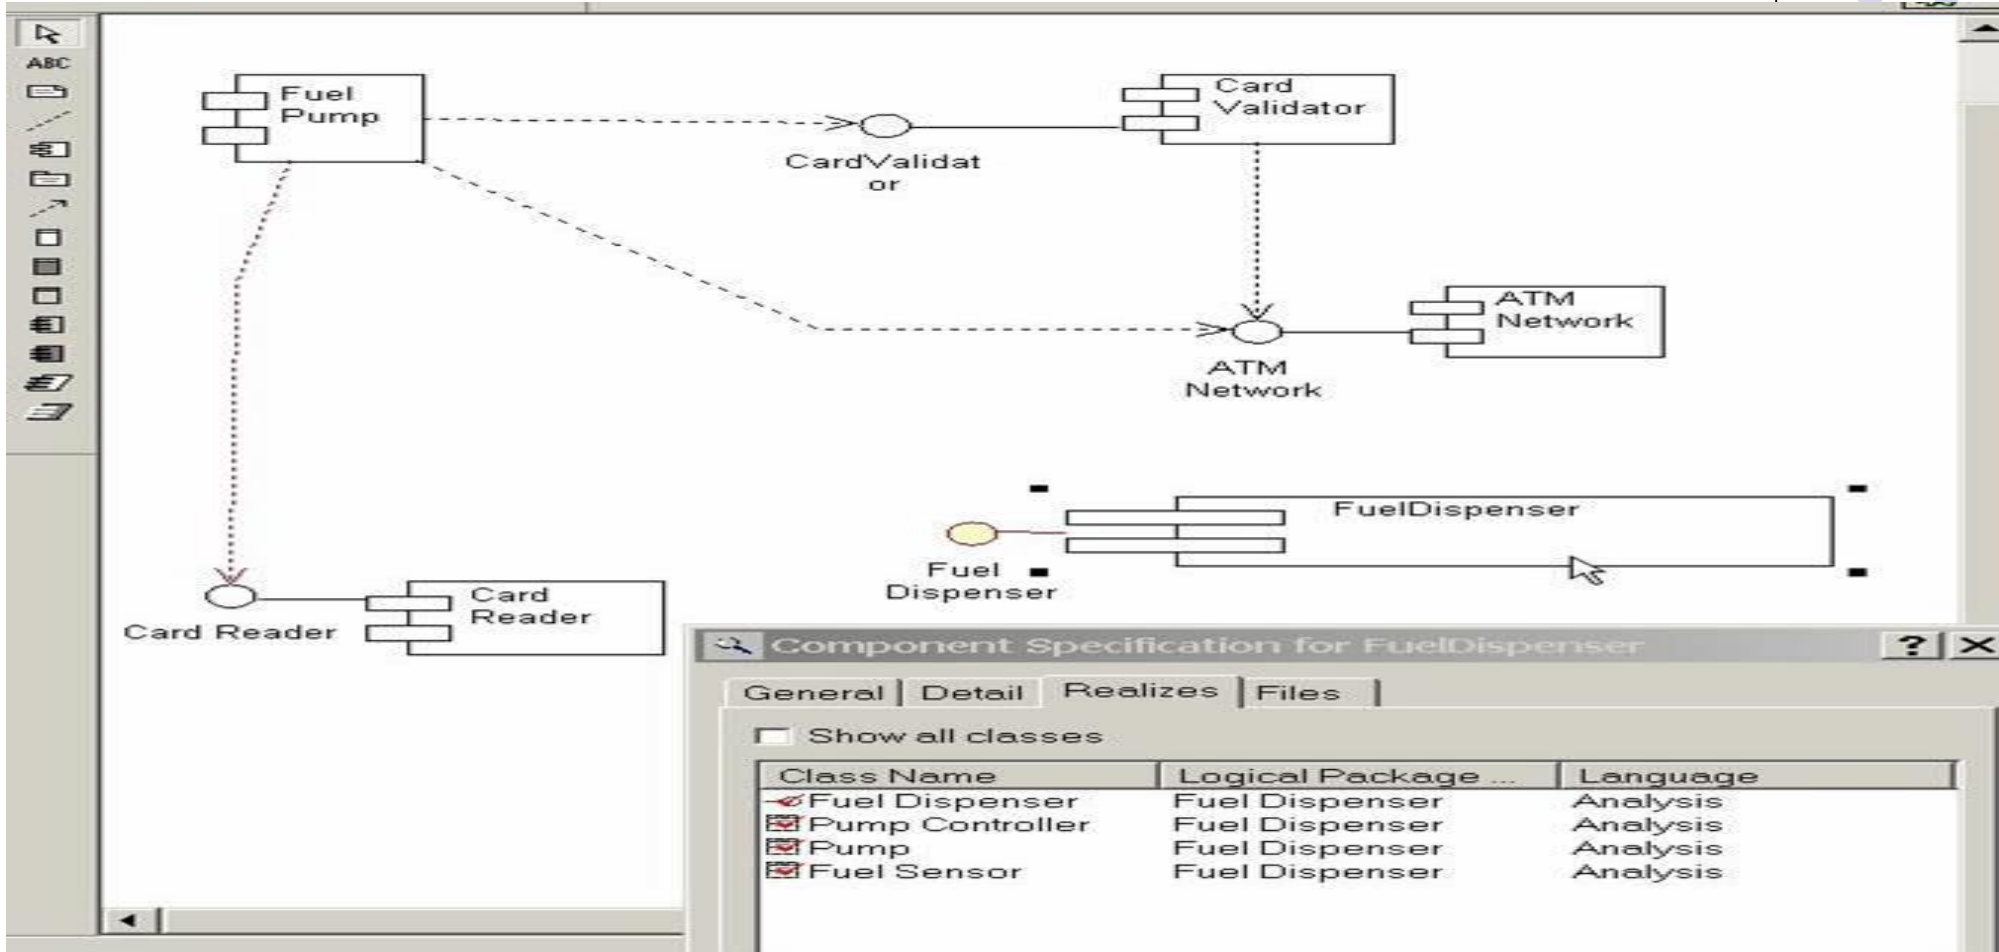 ABC
Fuel
Pump
CardValidat
or
Card
Validator
ATM
Network
ATM
Network
FuelDispenser
Fuel
Dispenser
Card
Reader
Card Reader
Component Specification for FuelDispenser
General Detail Realizes Files
Show all classes
Class Name Logical Package ... Language
Fuel Dispenser Fuel Dispenser Analysis
Pump Controller Fuel Dispenser Analysis
Pump Fuel Dispenser Analysis
Fuel Sensor Fuel Dispenser Analysis